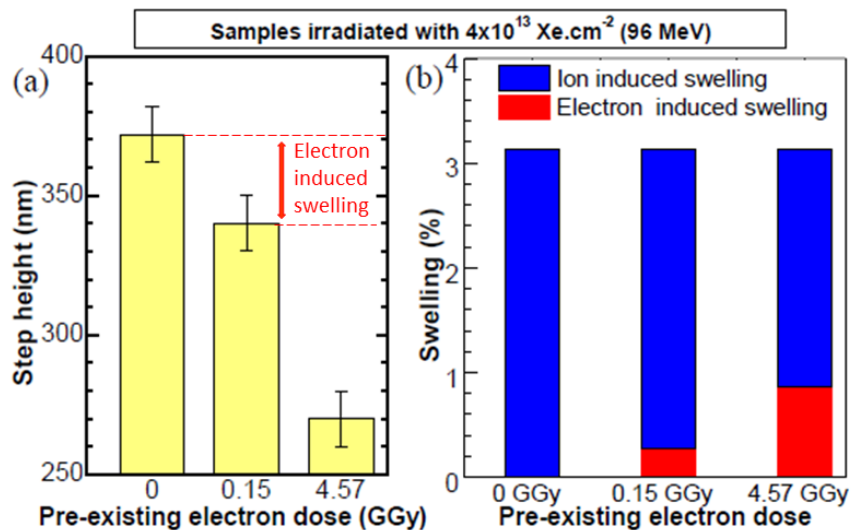 Samples irradiated with 4x10¹³ Xe.cm⁻² (96 MeV)
(a)
400
350
300
250
Step height (nm)
Electron
induced
swelling
0 0.15 4.57
Pre-existing electron dose (GGy)
(b)
4
3
2
1
0
Swelling (%)
Ion induced swelling
Electron induced swelling
0 GGy 0.15 GGy 4.57 GGy
Pre-existing electron dose